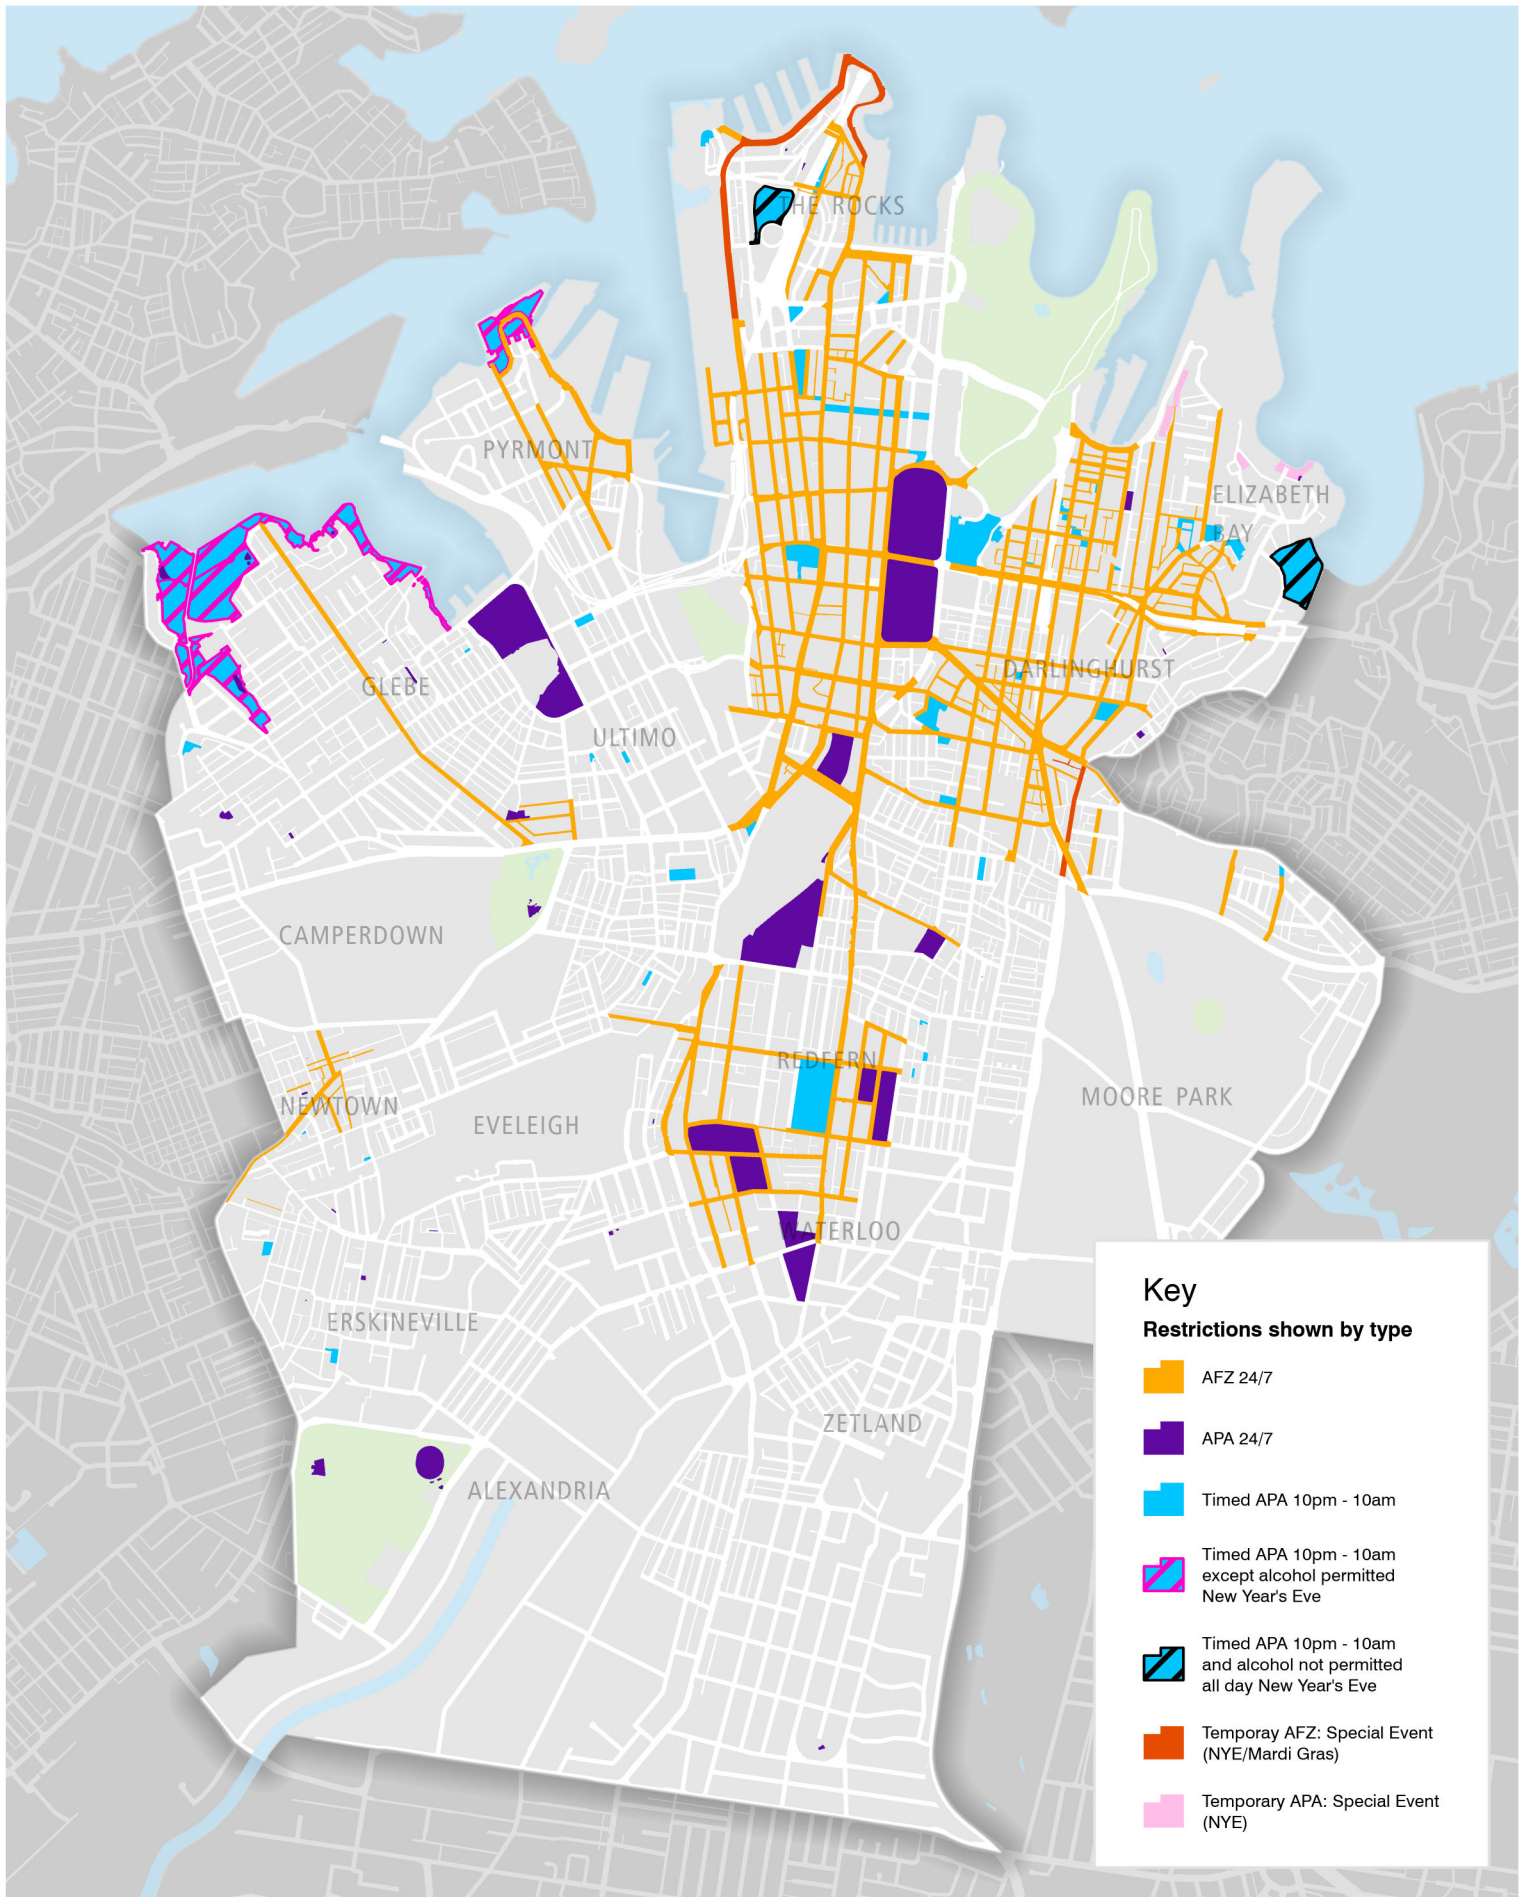 THE ROCKS
PYRMONT
ELIZABETH
BAY
DARLINGHURST
GLEBE
ULTIMO
CAMPERDOWN
REDFERN
MOORE PARK
NEWTOWN
EVELEIGH
WATERLOO
ERSKINEVILLE
ZETLAND
ALEXANDRIA
Key
Restrictions shown by type
AFZ 24/7
APA 24/7
Timed APA 10pm - 10am
Timed APA 10pm - 10am
except alcohol permitted
New Year's Eve
Timed APA 10pm - 10am
and alcohol not permitted
all day New Year's Eve
Temporay AFZ: Special Event
(NYE/Mardi Gras)
Temporary APA: Special Event
(NYE)